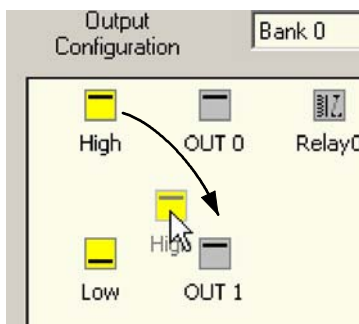 Output
Configuration
Bank 0
High
OUT 0
Relay0
High
Low
OUT 1